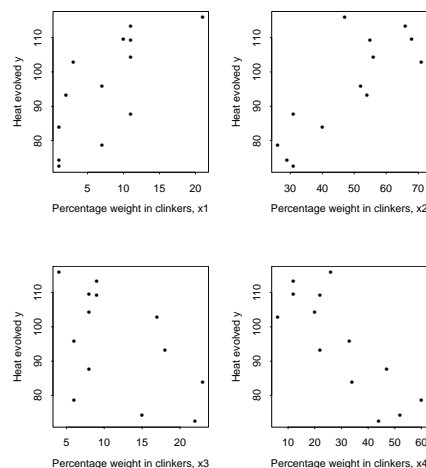 Heat evolved y
80 90 100 110
5 10 15 20
Percentage weight in clinkers, x1
Heat evolved y
80 90 100 110
30 40 50 60 70
Percentage weight in clinkers, x2
Heat evolved y
80 90 100 110
5 10 15 20
Percentage weight in clinkers, x3
Heat evolved y
80 90 100 110
10 20 30 40 50 60
Percentage weight in clinkers, x4